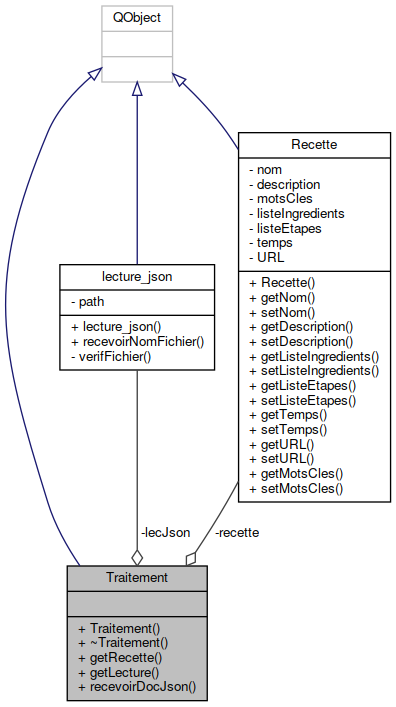 QObject
Recette
- nom
- description
- motsCles
- listeIngredients
- listeEtapes
- temps
- URL
+ Recette()
+ getNom()
+ setNom()
+ getDescription()
+ setDescription()
+ getListeIngredients()
+ setListeIngredients()
+ getListeEtapes()
+ setListeEtapes()
+ getTemps()
+ setTemps()
+ getURL()
+ setURL()
+ getMotsCles()
+ setMotsCles()
lecture_json
- path
+ lecture_json()
+ recevoirNomFichier()
- verifFichier()
-lecJson
-recette
Traitement
+ Traitement()
+ ~Traitement()
+ getRecette()
+ getLecture()
+ recevoirDocJson()